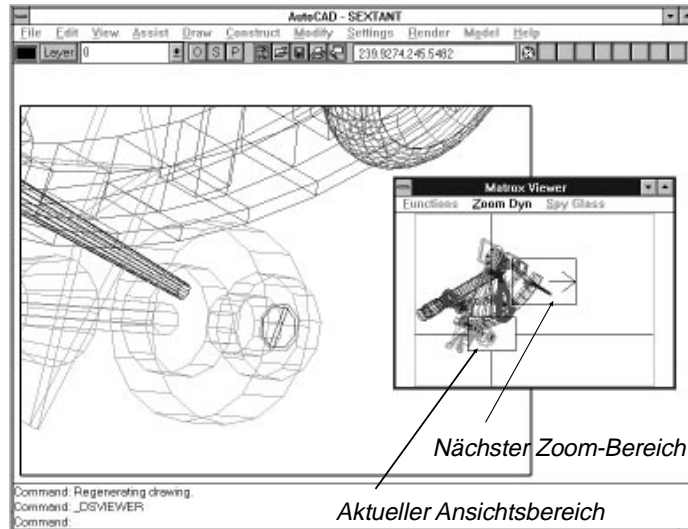 AutoCAD - SEXTANT
File Edit View Assist Draw Construct Modify Settings Render Model Help
Layer 0 O S P 239.9274,245.5482
Matrox Viewer
Functions Zoom Dyn Spy Glass
Nächster Zoom-Bereich
Command: Regenerating drawing.
Command: _DSVIEWER
Aktueller Ansichtsbereich
Command: